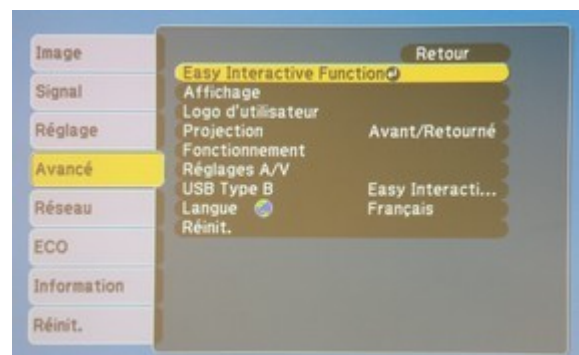 Image
Signal
Réglage
Avancé
Réseau
ECO
Information
Réinit.
Retour
Easy Interactive Function
Affichage
Logo d'utilisateur
Projection Avant/Retourné
Fonctionnement
Réglages A/V
USB Type B Easy Interacti...
Langue Français
Réinit.